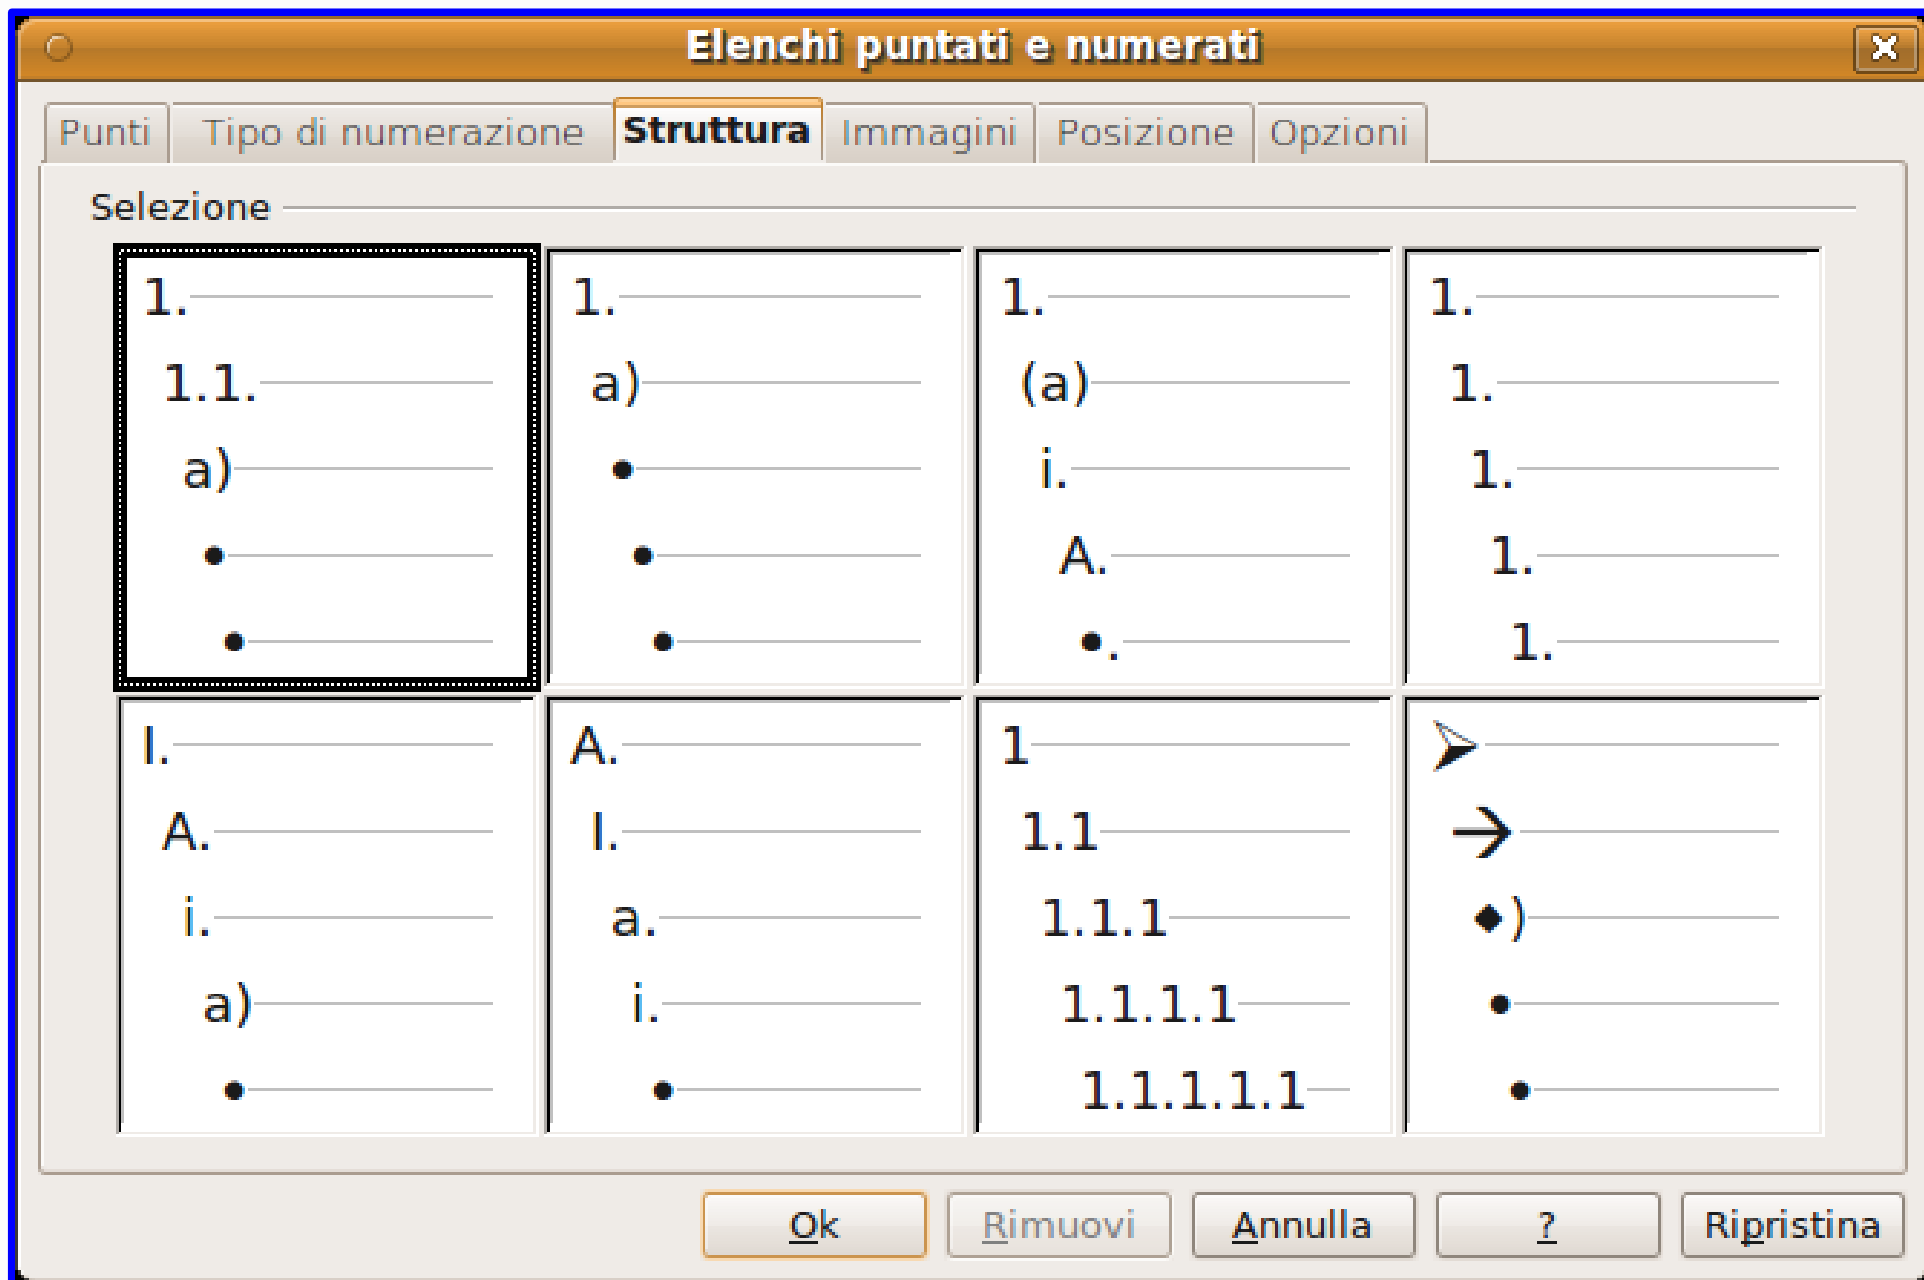 Elenchi puntati e numerati
Punti Tipo di numerazione Struttura Immagini Posizione Opzioni
Selezione
1.
1.1.
a)
•
•
1.
a)
•
•
•
1.
(a)
i.
A.
•.
1.
1.
1.
1.
1.
I.
A.
i.
a)
•
A.
I.
a.
i.
•
1
1.1
1.1.1
1.1.1.1
1.1.1.1.1
➢
→
◆)
•
•
Ok Rimuovi Annulla ? Ripristina